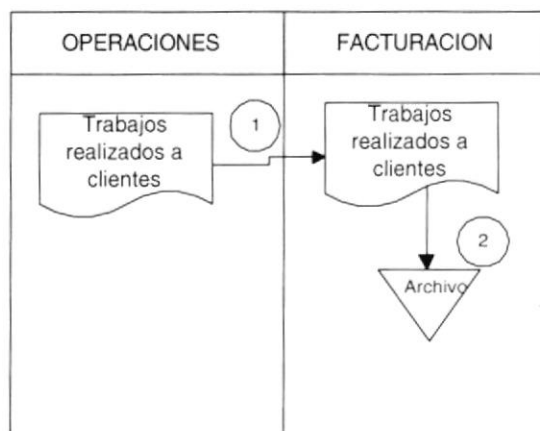 OPERACIONES
FACTURACION
Trabajos
realizados a
clientes
1
Trabajos
realizados a
clientes
2
Archivo